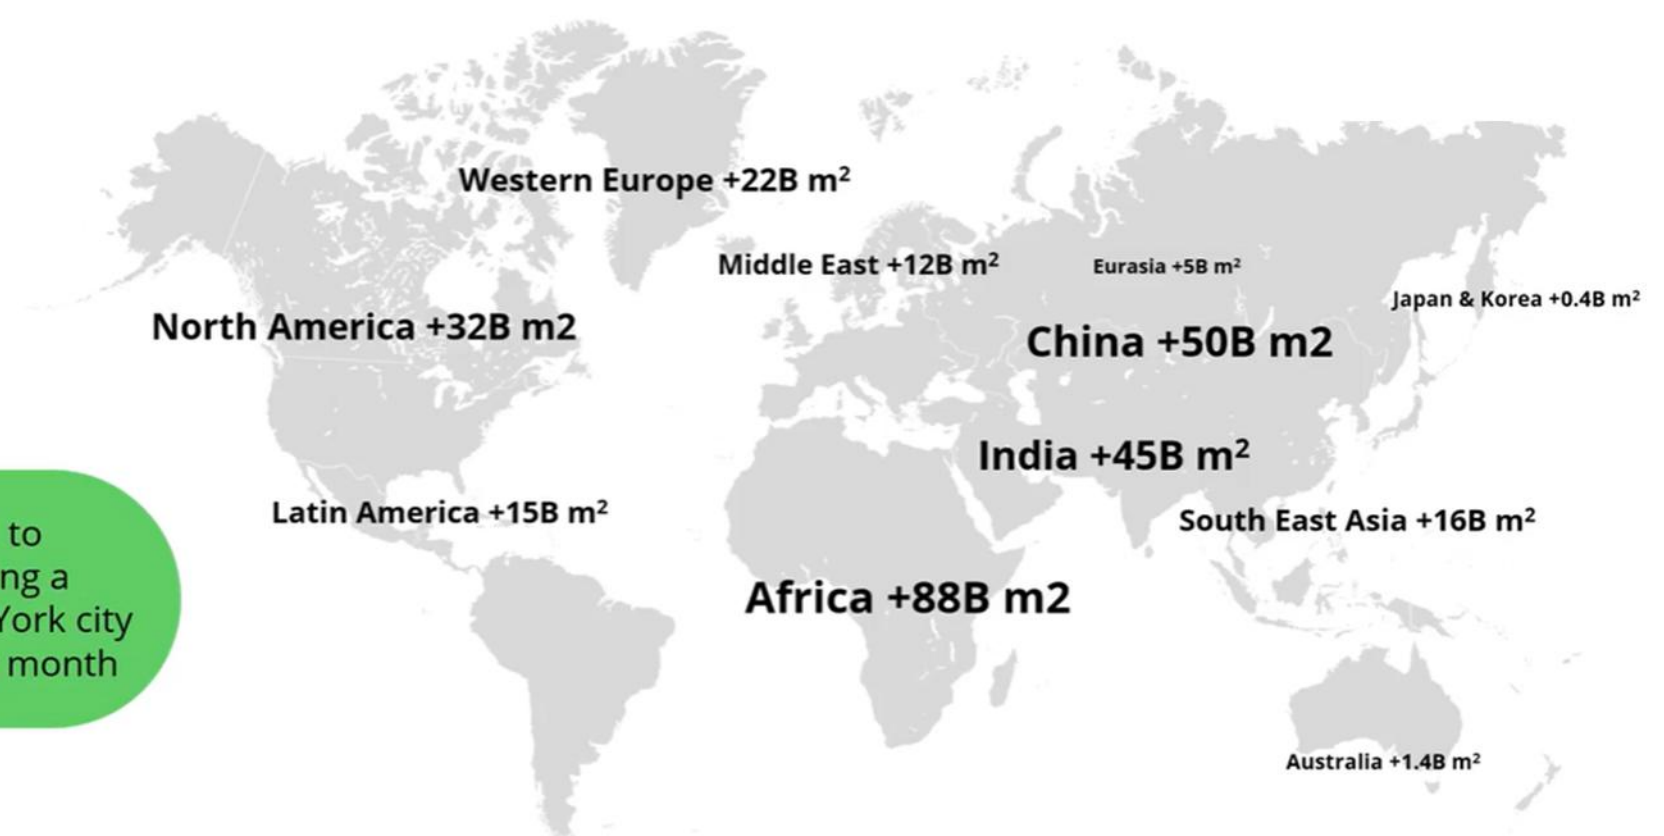 Western Europe +22B m²
Middle East +12B m²
Eurasia +5B m²
Japan & Korea +0.4B m²
North America +32B m2
China +50B m2
India +45B m²
Latin America +15B m²
South East Asia +16B m²
to
ng a
York city
month
Africa +88B m2
Australia +1.4B m²